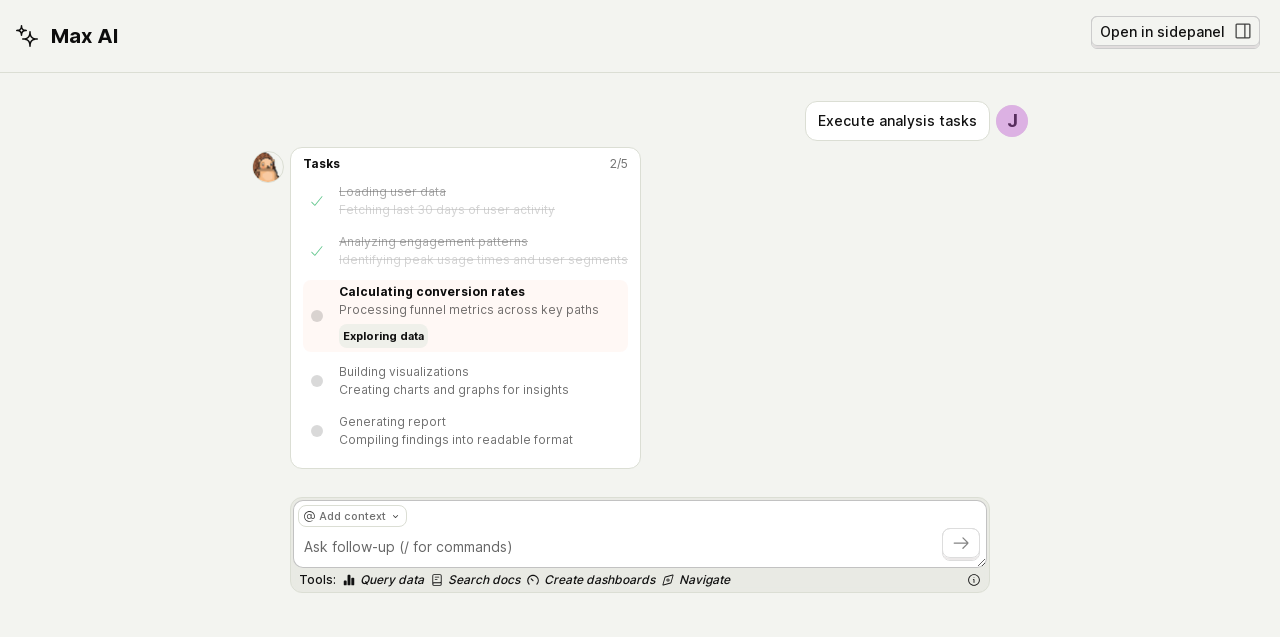 Max AI
Open in sidepanel
Execute analysis tasks
J
Tasks 2/5
Loading user data
Fetching last 30 days of user activity
Analyzing engagement patterns
Identifying peak usage times and user segments
Calculating conversion rates
Processing funnel metrics across key paths
Exploring data
Building visualizations
Creating charts and graphs for insights
Generating report
Compiling findings into readable format
@ Add context
Ask follow-up (/ for commands)
Tools: Query data Search docs Create dashboards Navigate